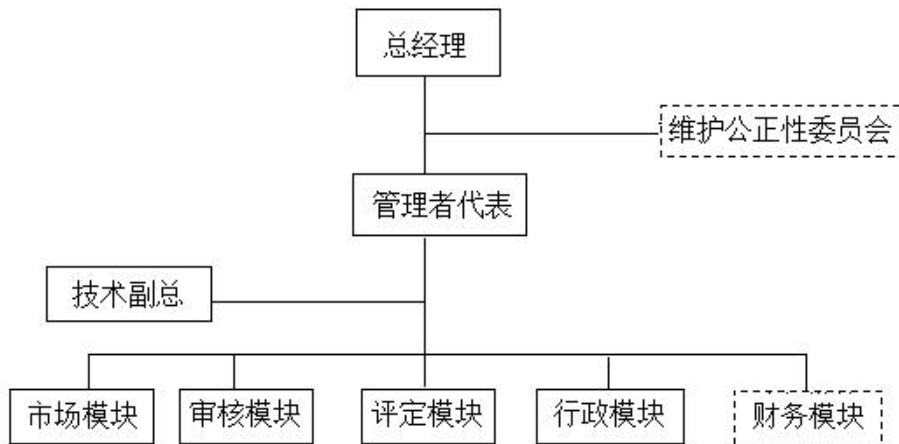 总经理
维护公正性委员会
管理者代表
技术副总
市场模块
审核模块
评定模块
行政模块
财务模块